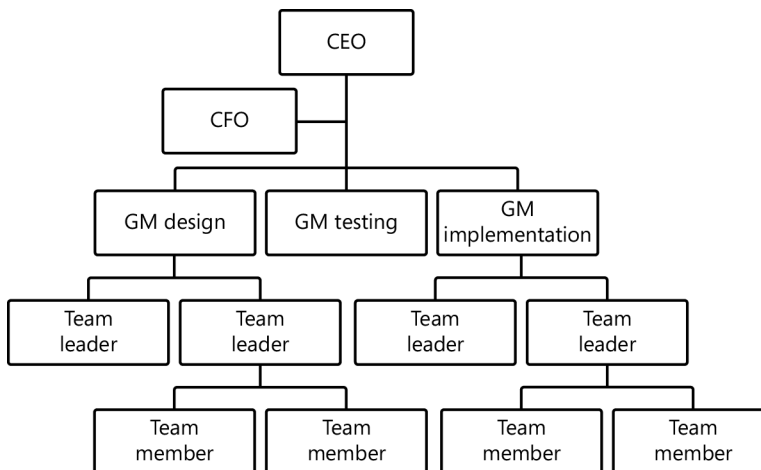 CEO
CFO
GM design
GM testing
GM
implementation
Team
leader
Team
leader
Team
leader
Team
leader
Team
member
Team
member
Team
member
Team
member